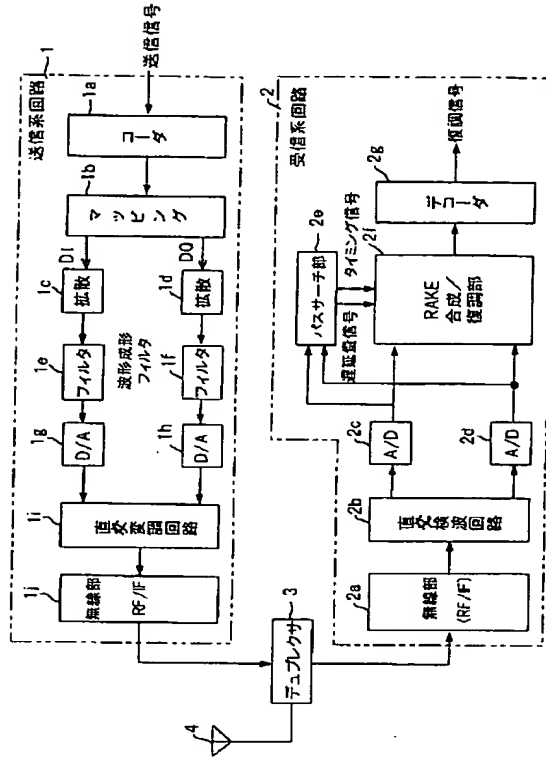 送信系回路
1
送信信号
1a
コーダ
1b
マッピング
DI
DQ
1c
拡散
1d
拡散
1e
フィルタ
波形成形
フィルタ
1f
フィルタ
1g
D/A
1h
D/A
1i
直交変調回路
1j
無線部
RF/IF
3
デュプレクサ
4
2
受信系回路
2a
無線部
(RF/IF)
2b
直交検波回路
2c
A/D
2d
A/D
2e
パスサーチ部
タイミング信号
遅延量信号
2f
RAKE
合成/
復調部
2g
デコーダ
復調信号